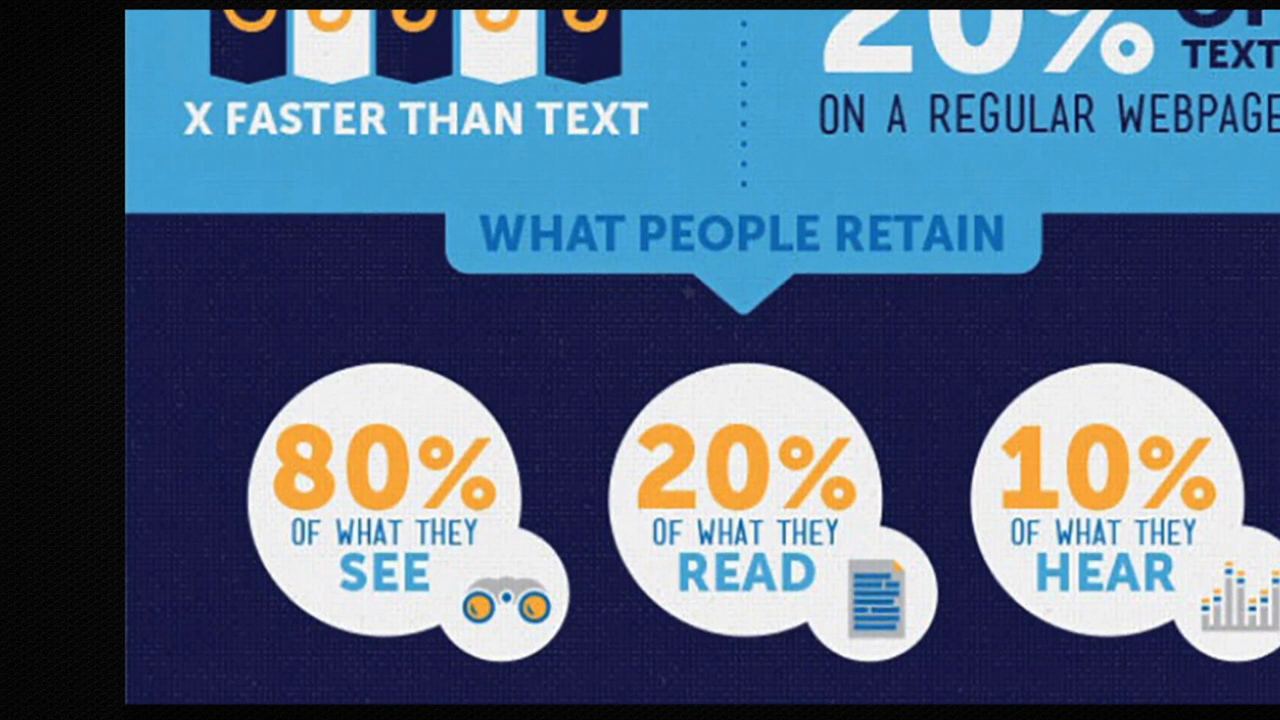 20%
TEXT
X FASTER THAN TEXT
ON A REGULAR WEBPAGE
WHAT PEOPLE RETAIN
80%
OF WHAT THEY
SEE
20%
OF WHAT THEY
READ
10%
OF WHAT THEY
HEAR